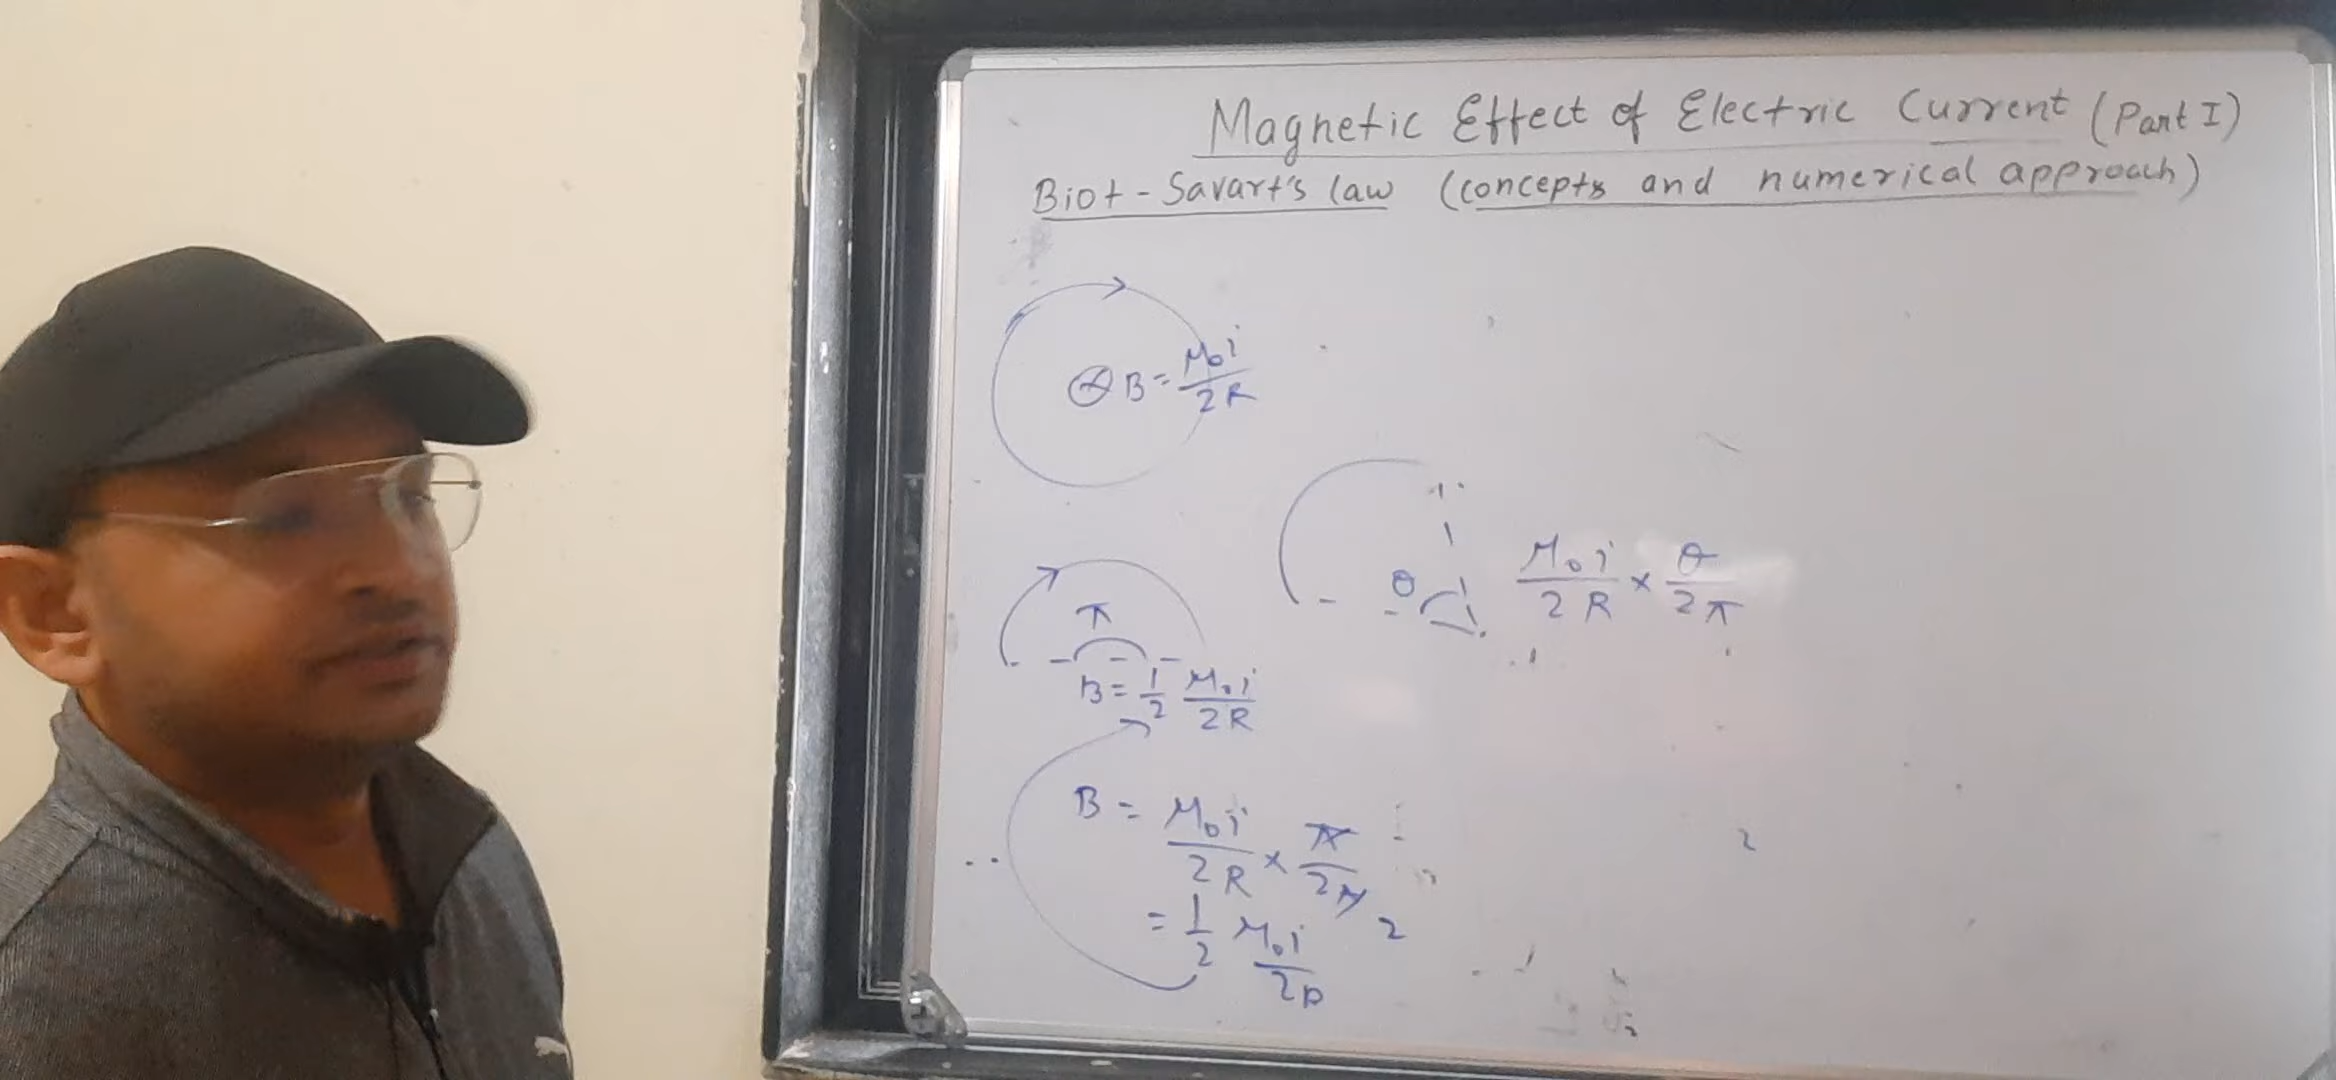 Magnetic Effect of Electric Current (Part I)
Biot-Savart's law (concepts and numerical approach)
⊗ B = μ₀i / 2R
θ
μ₀i / 2R × θ / 2π
π
B = 1/2 μ₀i / 2R
B = μ₀i / 2R × π / 2π
2
= 1/2 μ₀i / 2R